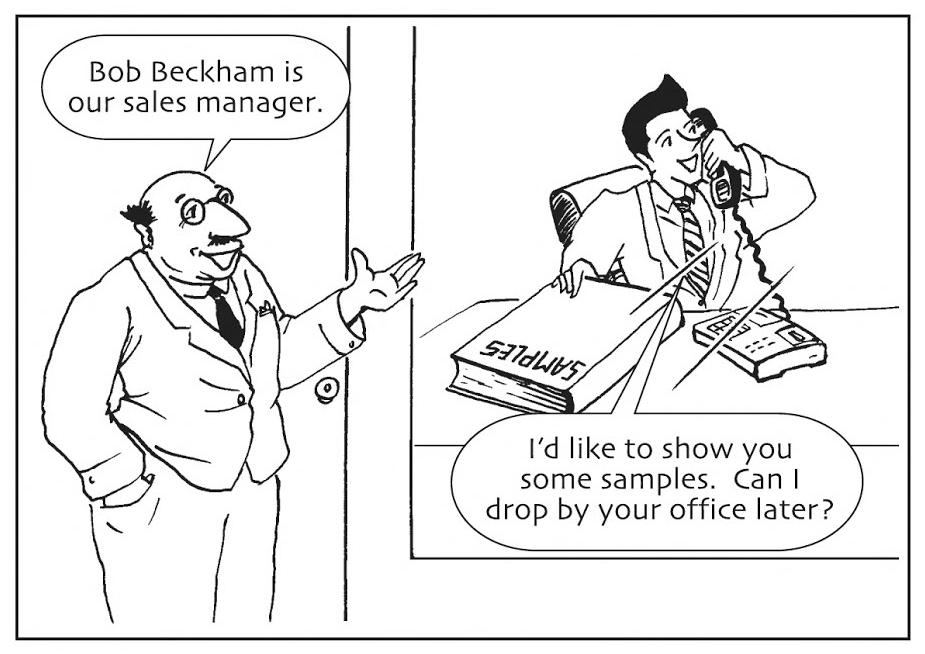 Bob Beckham is
our sales manager.
SAMPLES
I'd like to show you
some samples. Can I
drop by your office later?